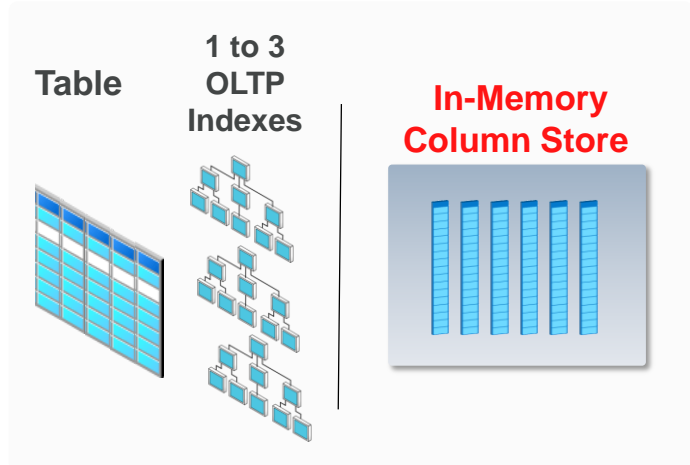 Table
1 to 3
OLTP
Indexes
In-Memory
Column Store